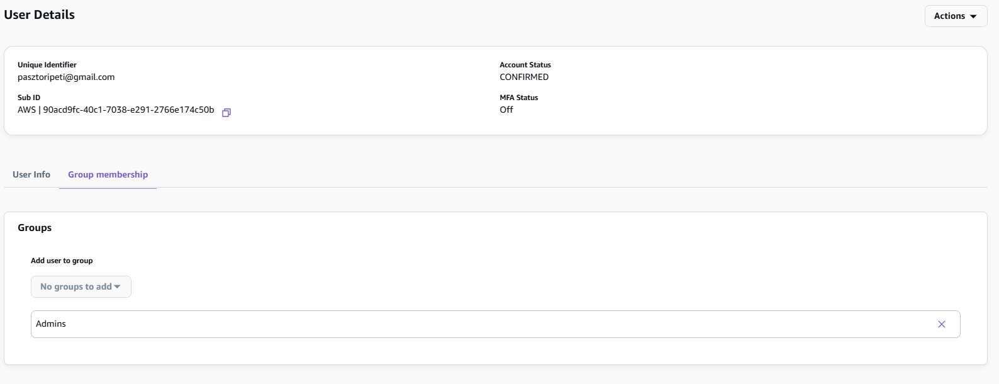 User Details
Actions
Unique Identifier
pasztoripeti@gmail.com
Account Status
CONFIRMED
Sub ID
AWS | 90acd9fc-40c1-7038-e291-2766e174c50b
MFA Status
Off
User Info
Group membership
Groups
Add user to group
No groups to add
Admins